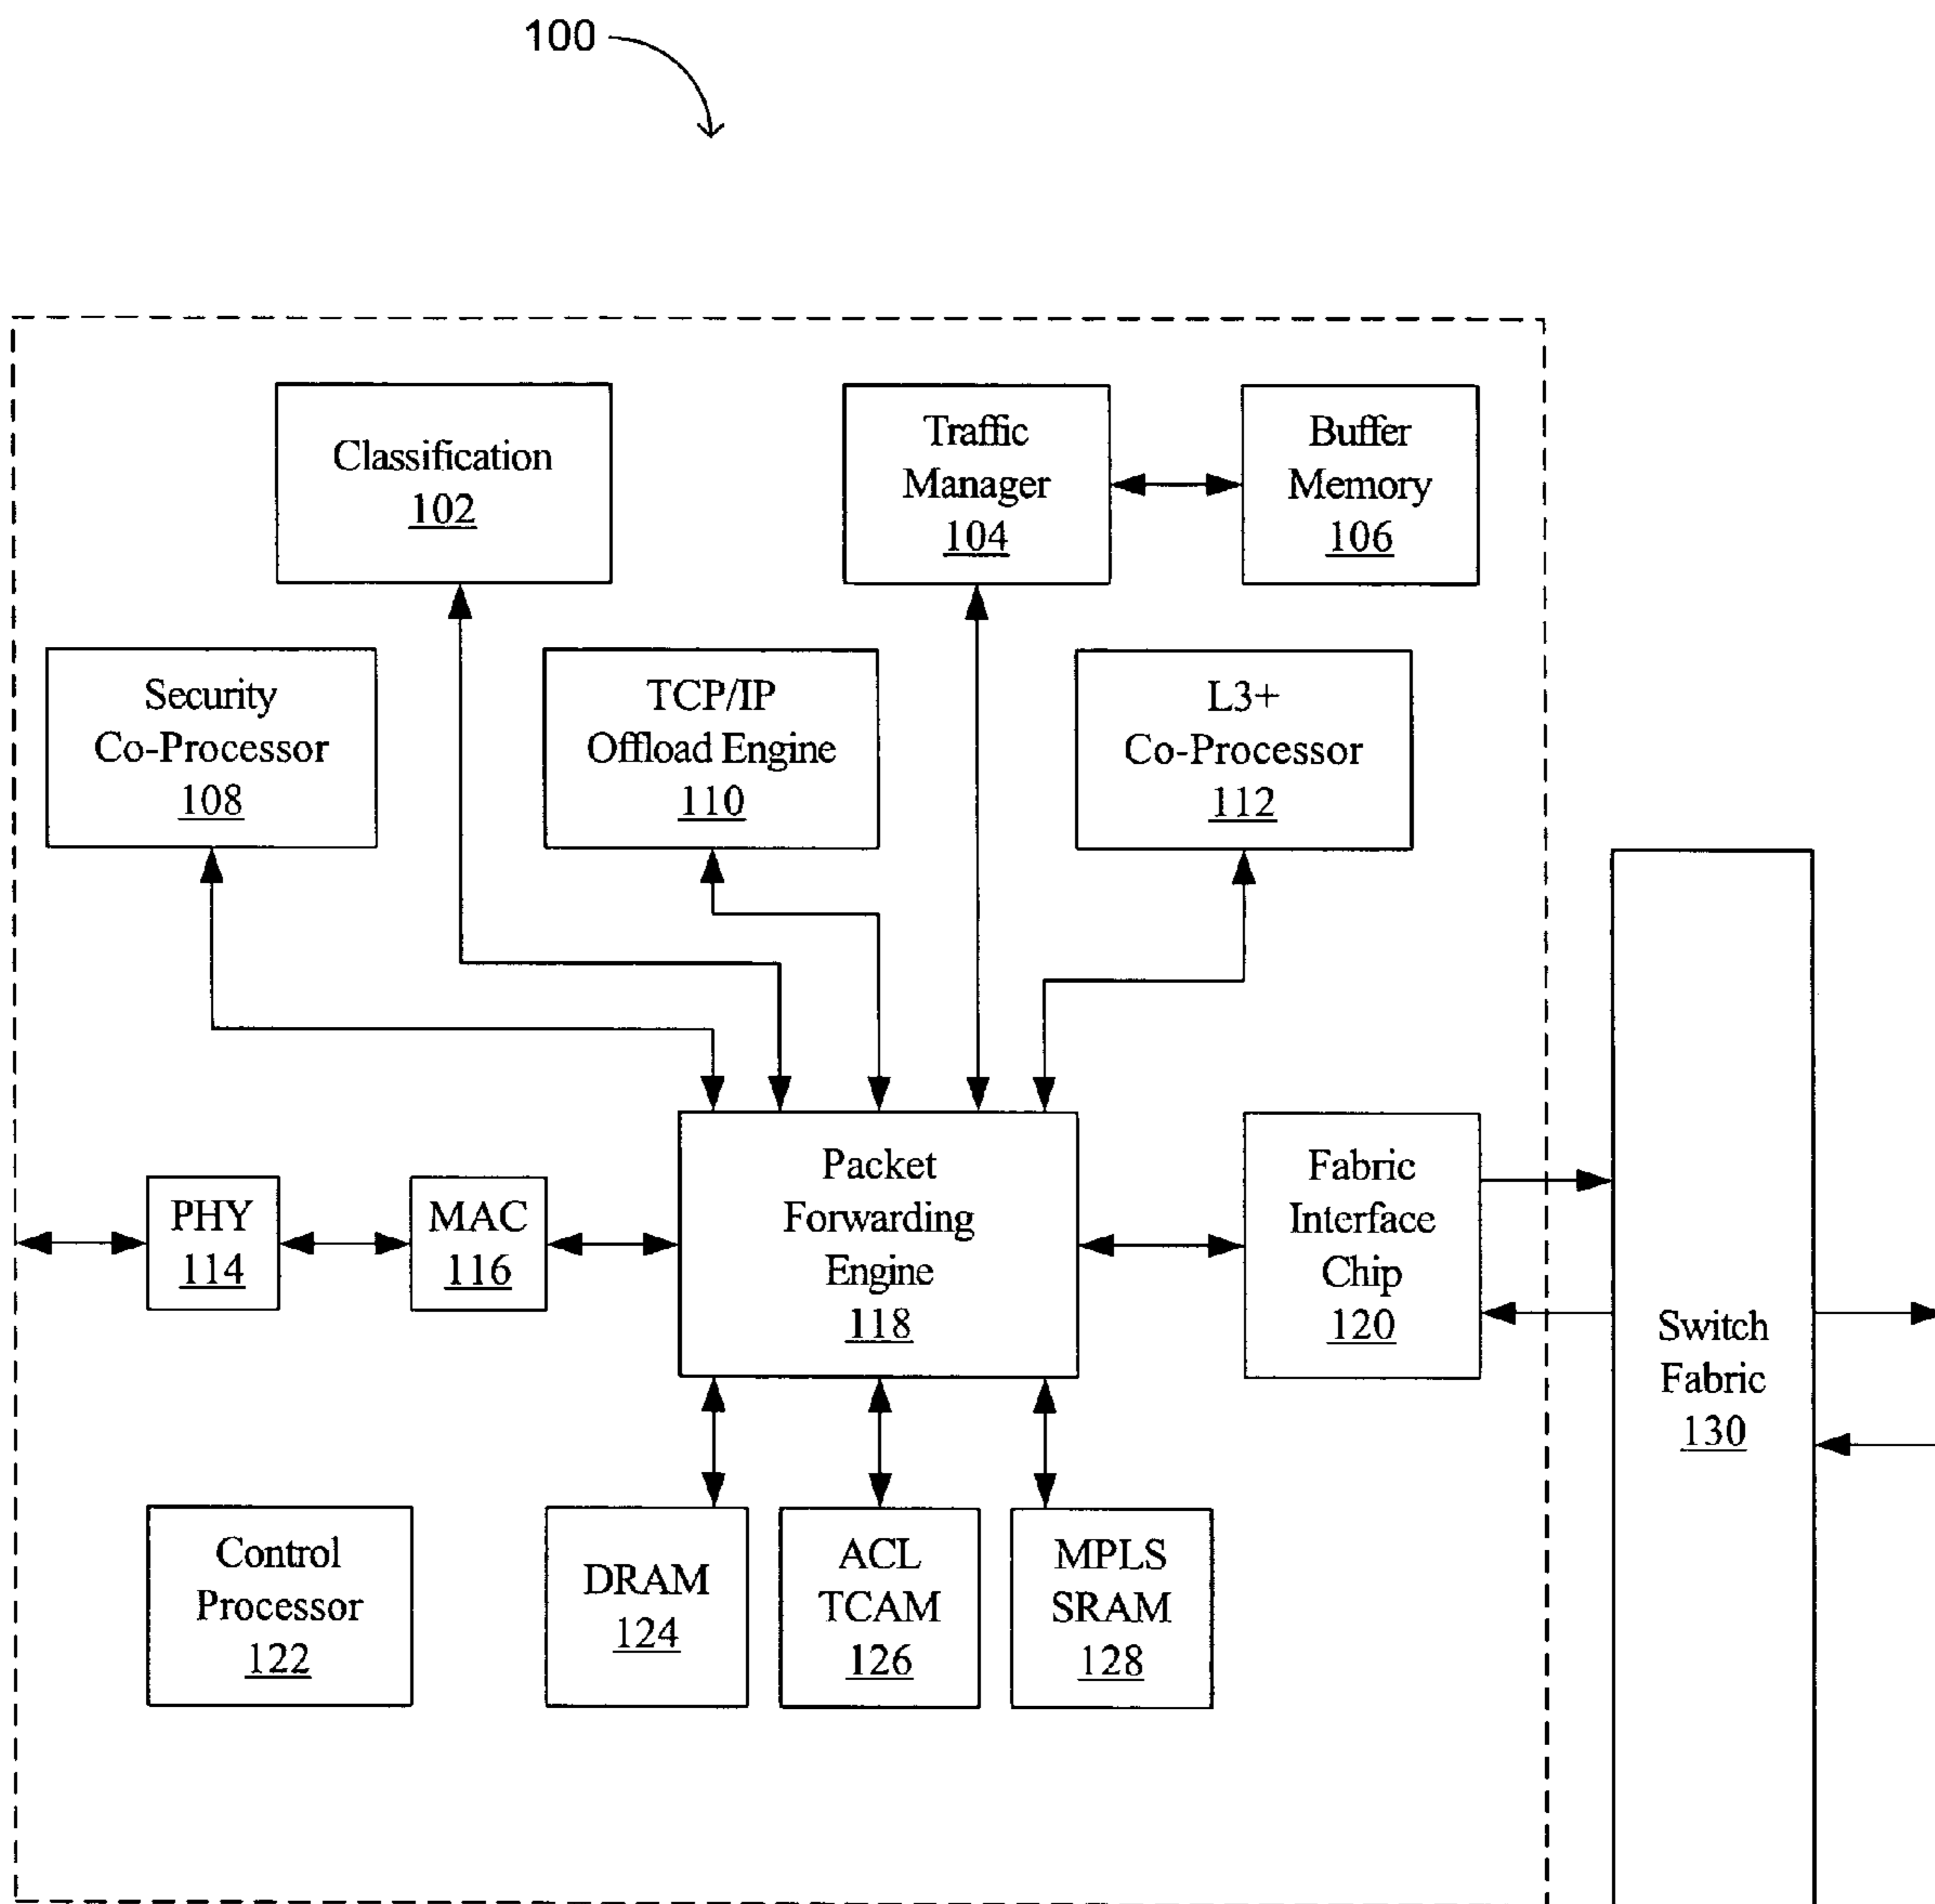 100
Classification
102
Traffic
Manager
104
Buffer
Memory
106
Security
Co-Processor
108
TCP/IP
Offload Engine
110
L3+
Co-Processor
112
PHY
114
MAC
116
Packet
Forwarding
Engine
118
Fabric
Interface
Chip
120
Switch
Fabric
130
Control
Processor
122
DRAM
124
ACL
TCAM
126
MPLS
SRAM
128